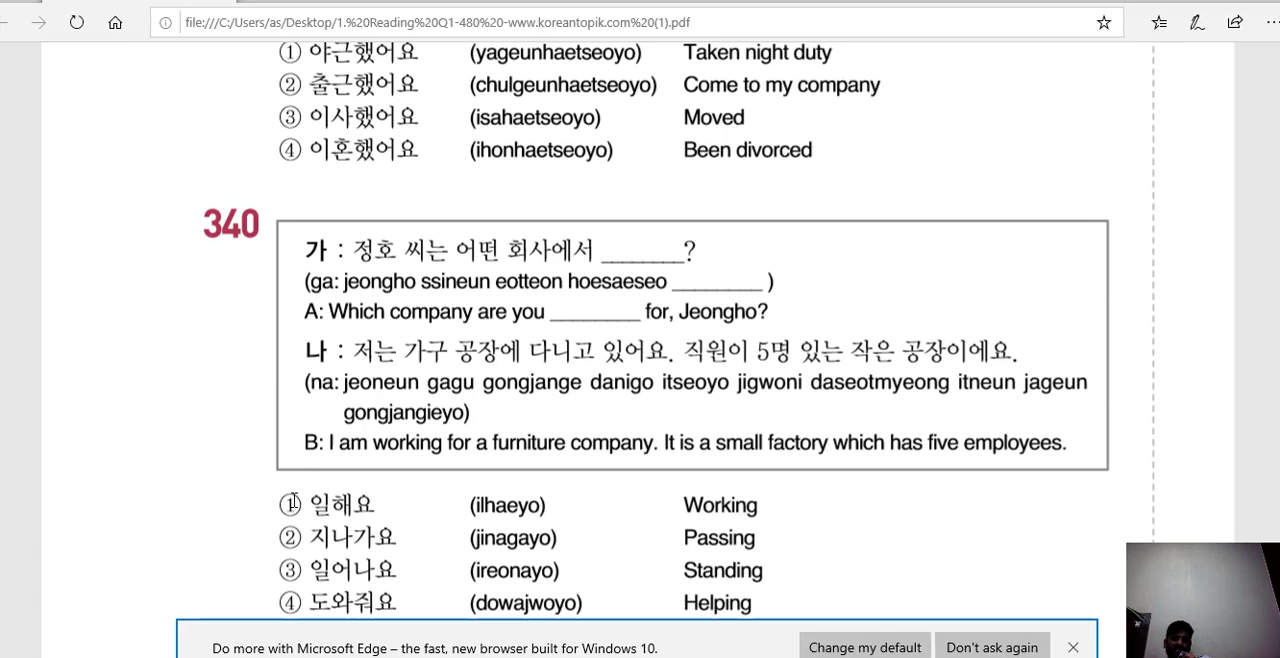 file:///C:/Users/as/Desktop/1.%20Reading%20Q1-480%20-www.koreantopik.com%20(1).pdf
① 야근했어요 (yageunhaetseoyo) Taken night duty
② 출근했어요 (chulgeunhaetseoyo) Come to my company
③ 이사했어요 (isahaetseoyo) Moved
④ 이혼했어요 (ihonhaetseoyo) Been divorced
340
가 : 정호 씨는 어떤 회사에서 ________?
(ga: jeongho ssineun eotteon hoesaeseo ________ )
A: Which company are you ________ for, Jeongho?
나 : 저는 가구 공장에 다니고 있어요. 직원이 5명 있는 작은 공장이에요.
(na: jeoneun gagu gongjange danigo itseoyo jigwoni daseotmyeong itneun jageun
gongjangieyo)
B: I am working for a furniture company. It is a small factory which has five employees.
① 일해요 (ilhaeyo) Working
② 지나가요 (jinagayo) Passing
③ 일어나요 (ireonayo) Standing
④ 도와줘요 (dowajwoyo) Helping
Do more with Microsoft Edge – the fast, new browser built for Windows 10. Change my default Don't ask again